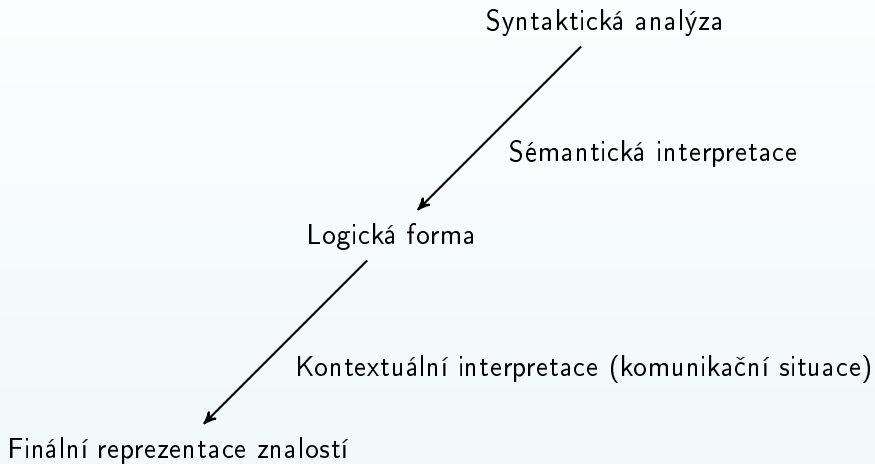 Syntaktická analýza
Sémantická interpretace
Logická forma
Kontextuální interpretace (komunikační situace)
Finální reprezentace znalostí